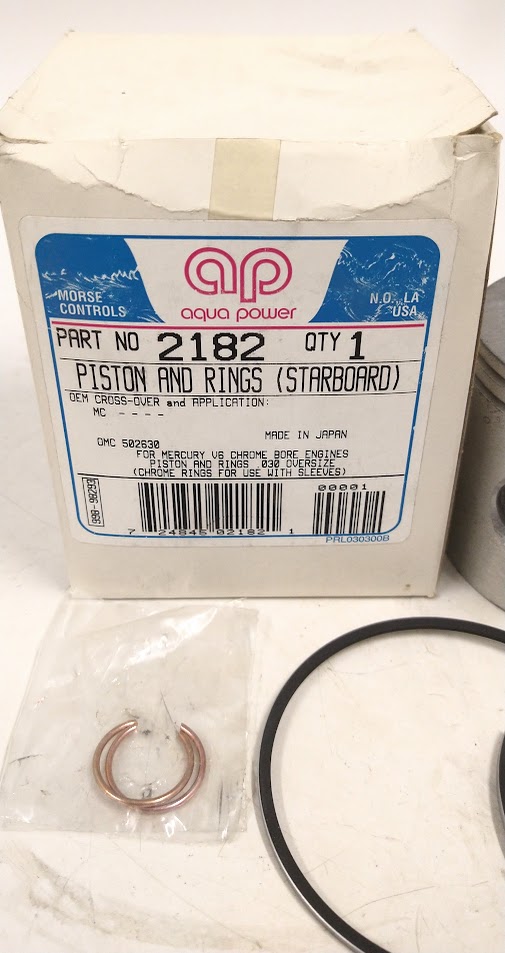 MORSE
CONTROLS
ap
aqua power
N.O., LA
USA
PART NO 2182 QTY 1
PISTON AND RINGS (STARBOARD)
OEM CROSS-OVER and APPLICATION:
MC - - - -
MADE IN JAPAN
OMC 502630
FOR MERCURY V6 CHROME BORE ENGINES
PISTON AND RINGS .030 OVERSIZE
(CHROME RINGS FOR USE WITH SLEEVES)
00001
7 24845 02182 1
PRL030300B